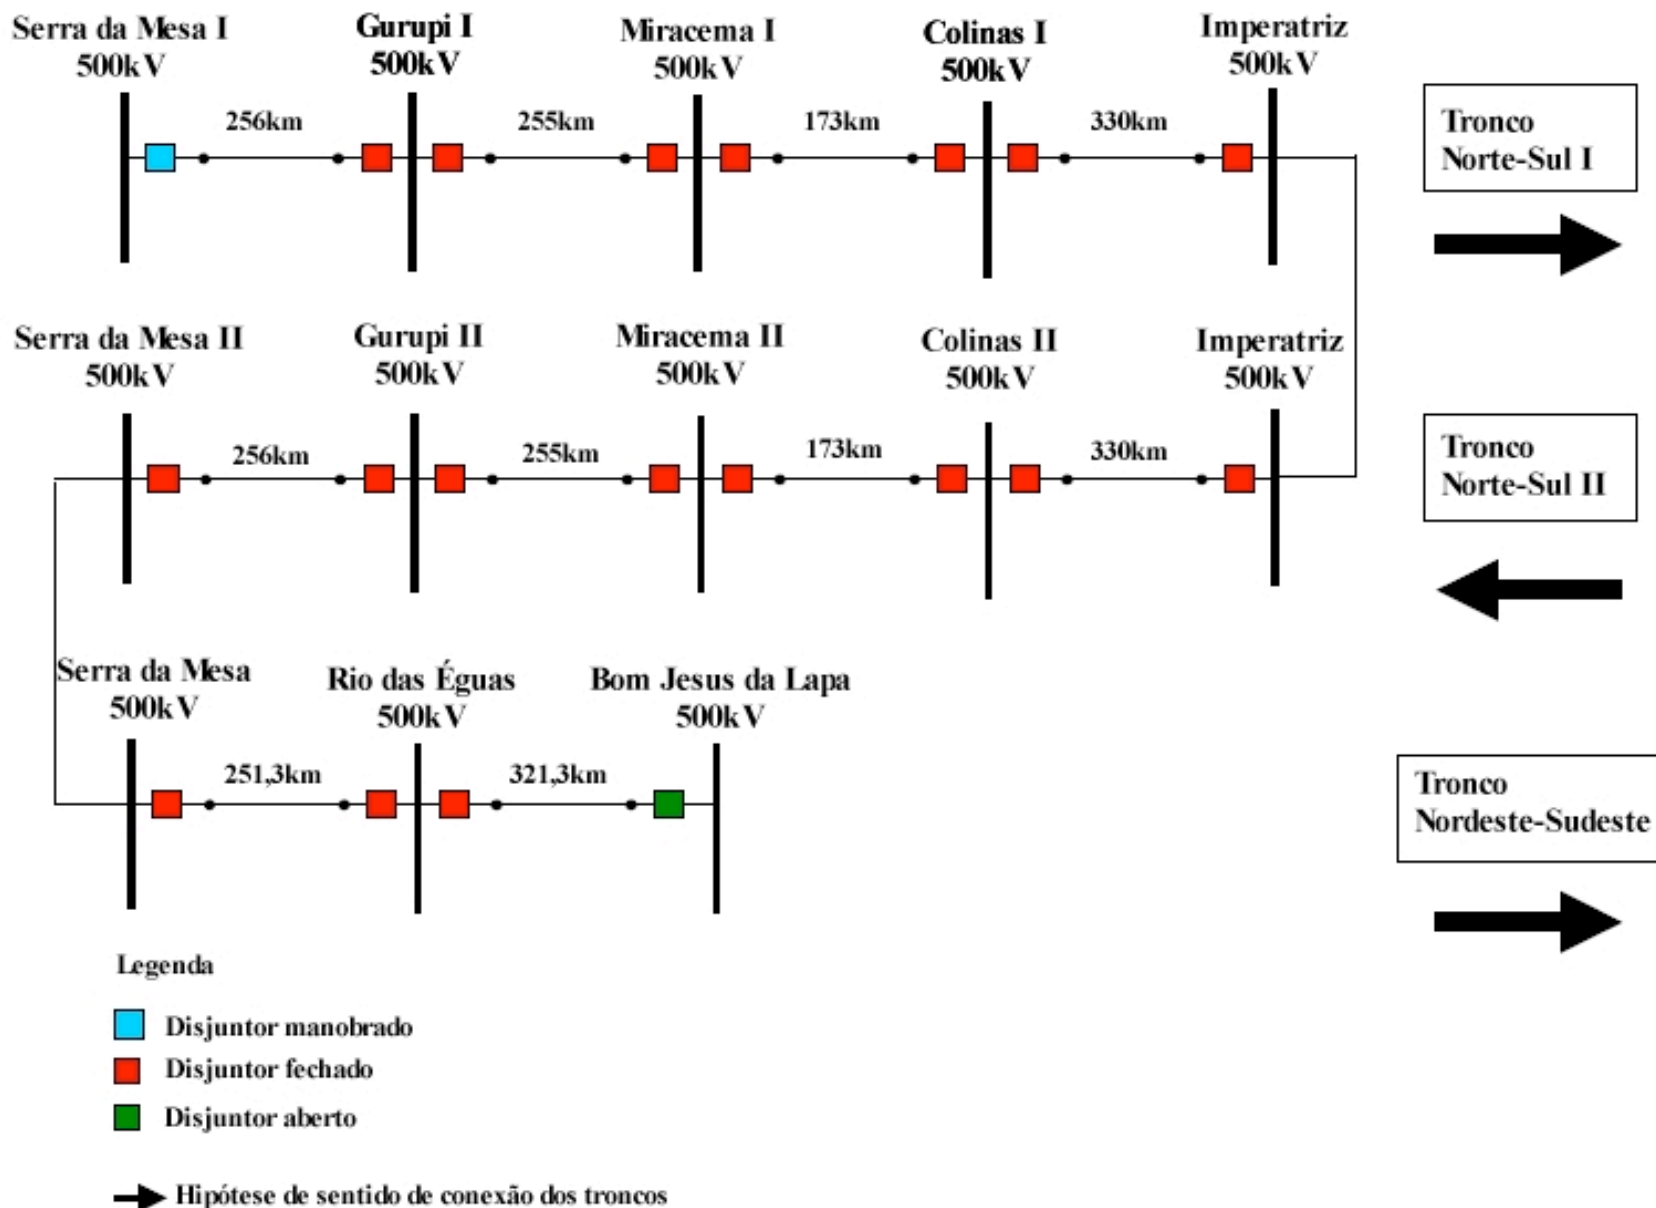 Serra da Mesa I
500kV
Gurupi I
500kV
Miracema I
500kV
Colinas I
500kV
Imperatriz
500kV
256km
255km
173km
330km
Tronco
Norte-Sul I
Serra da Mesa II
500kV
Gurupi II
500kV
Miracema II
500kV
Colinas II
500kV
Imperatriz
500kV
256km
255km
173km
330km
Tronco
Norte-Sul II
Serra da Mesa
500kV
Rio das Éguas
500kV
Bom Jesus da Lapa
500kV
251,3km
321,3km
Tronco
Nordeste-Sudeste
Legenda
Disjuntor manobrado
Disjuntor fechado
Disjuntor aberto
Hipótese de sentido de conexão dos troncos